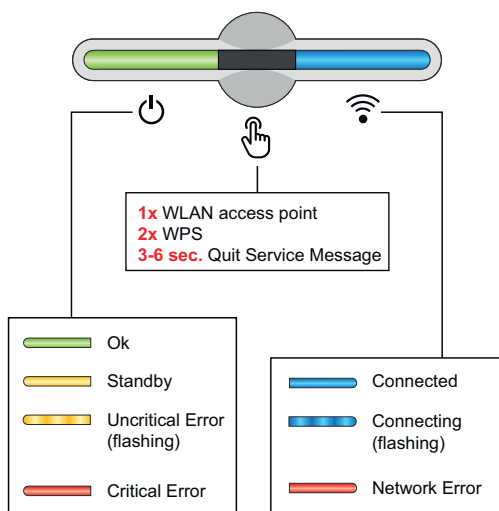 1x WLAN access point
2x WPS
3-6 sec. Quit Service Message
Ok
Standby
Uncritical Error
(flashing)
Critical Error
Connected
Connecting
(flashing)
Network Error